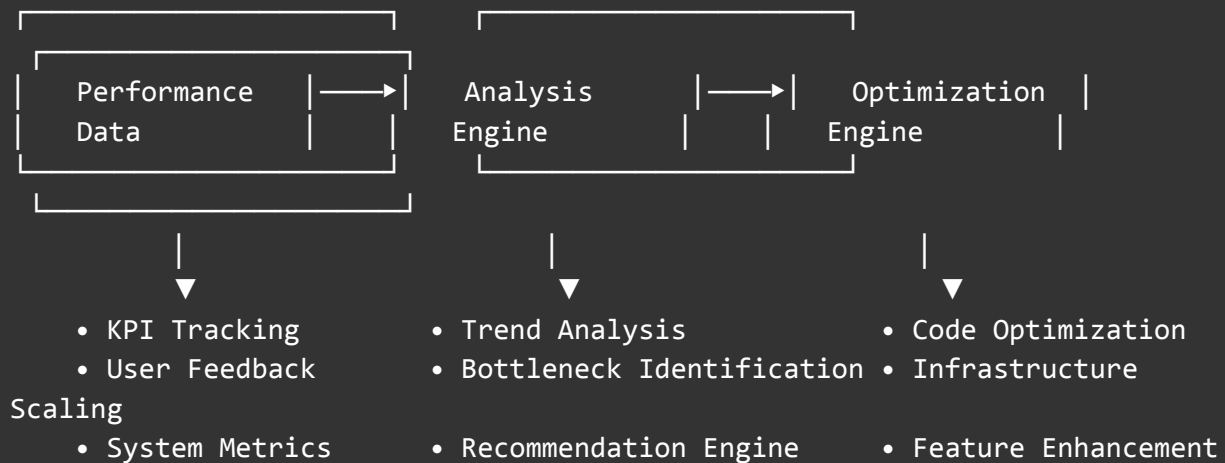 Performance Analysis Optimization
Data Engine Engine
• KPI Tracking • Trend Analysis • Code Optimization
• User Feedback • Bottleneck Identification • Infrastructure
Scaling
• System Metrics • Recommendation Engine • Feature Enhancement